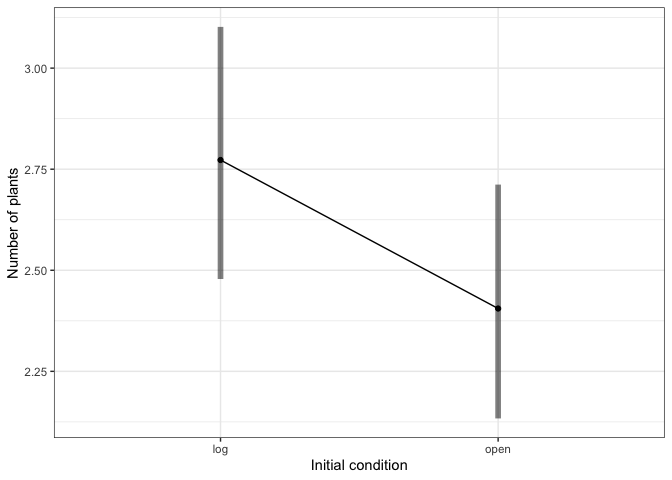 Number of plants
3.00
2.75
2.50
2.25
log open
Initial condition